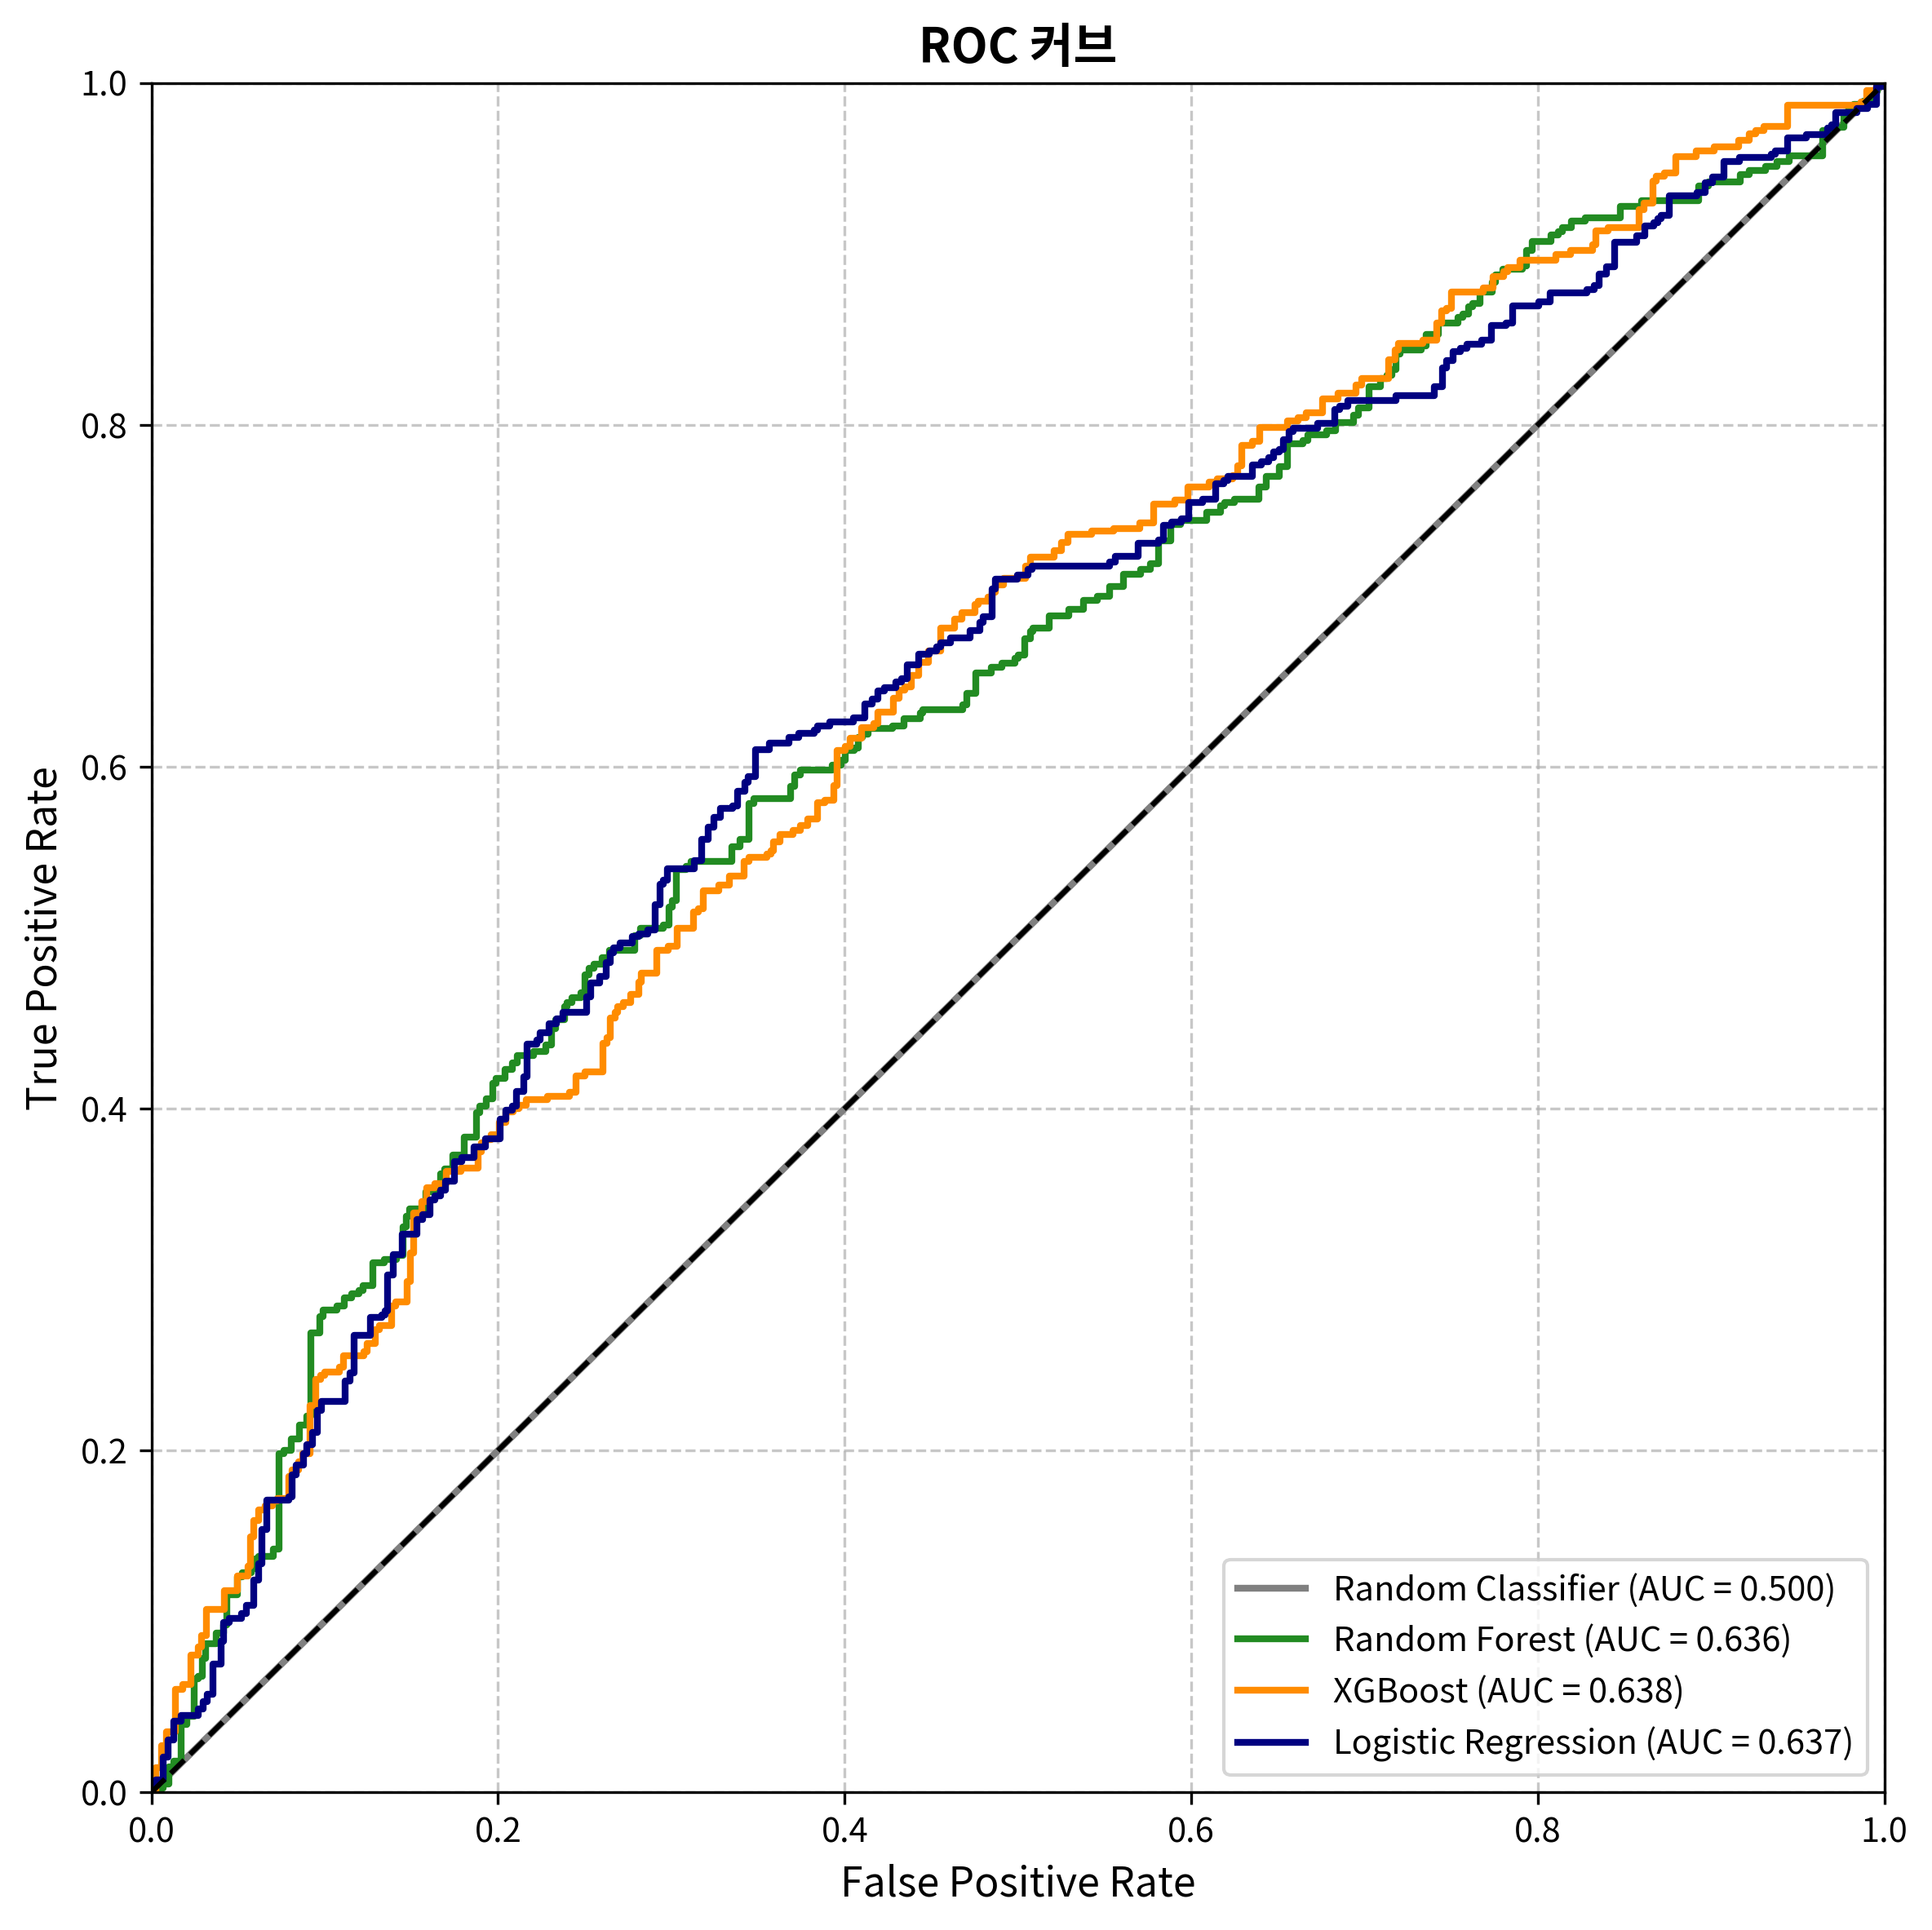 ROC 커브
True Positive Rate
1.0
0.8
0.6
0.4
0.2
0.0
0.0 0.2 0.4 0.6 0.8 1.0
False Positive Rate
Random Classifier (AUC = 0.500)
Random Forest (AUC = 0.636)
XGBoost (AUC = 0.638)
Logistic Regression (AUC = 0.637)